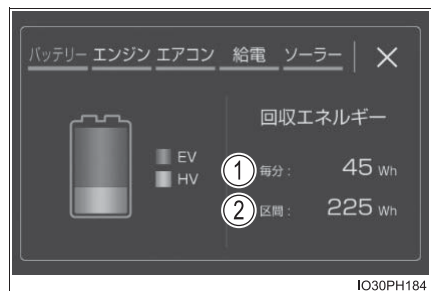 バッテリー エンジン エアコン 給電 ソーラー ×
回収エネルギー
EV
HV
① 毎分： 45 Wh
② 区間： 225 Wh
IO30PH184